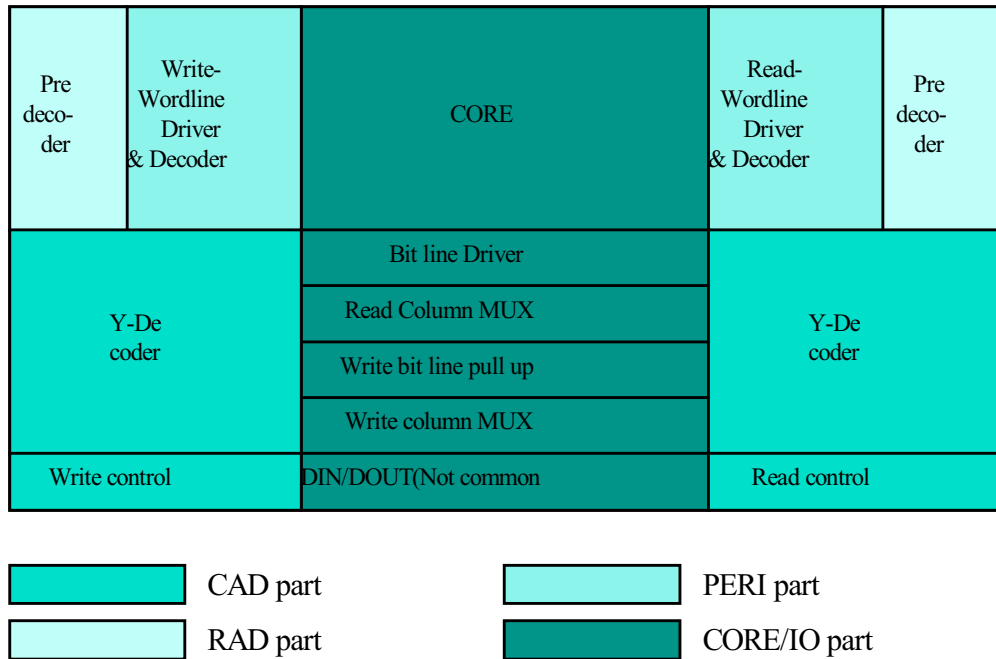 Pre
deco-
der
Write-
Wordline
Driver
& Decoder
CORE
Read-
Wordline
Driver
& Decoder
Pre
deco-
der
Y-De
coder
Bit line Driver
Read Column MUX
Write bit line pull up
Write column MUX
Y-De
coder
Write control
DIN/DOUT(Not common
Read control
CAD part
PERI part
RAD part
CORE/IO part